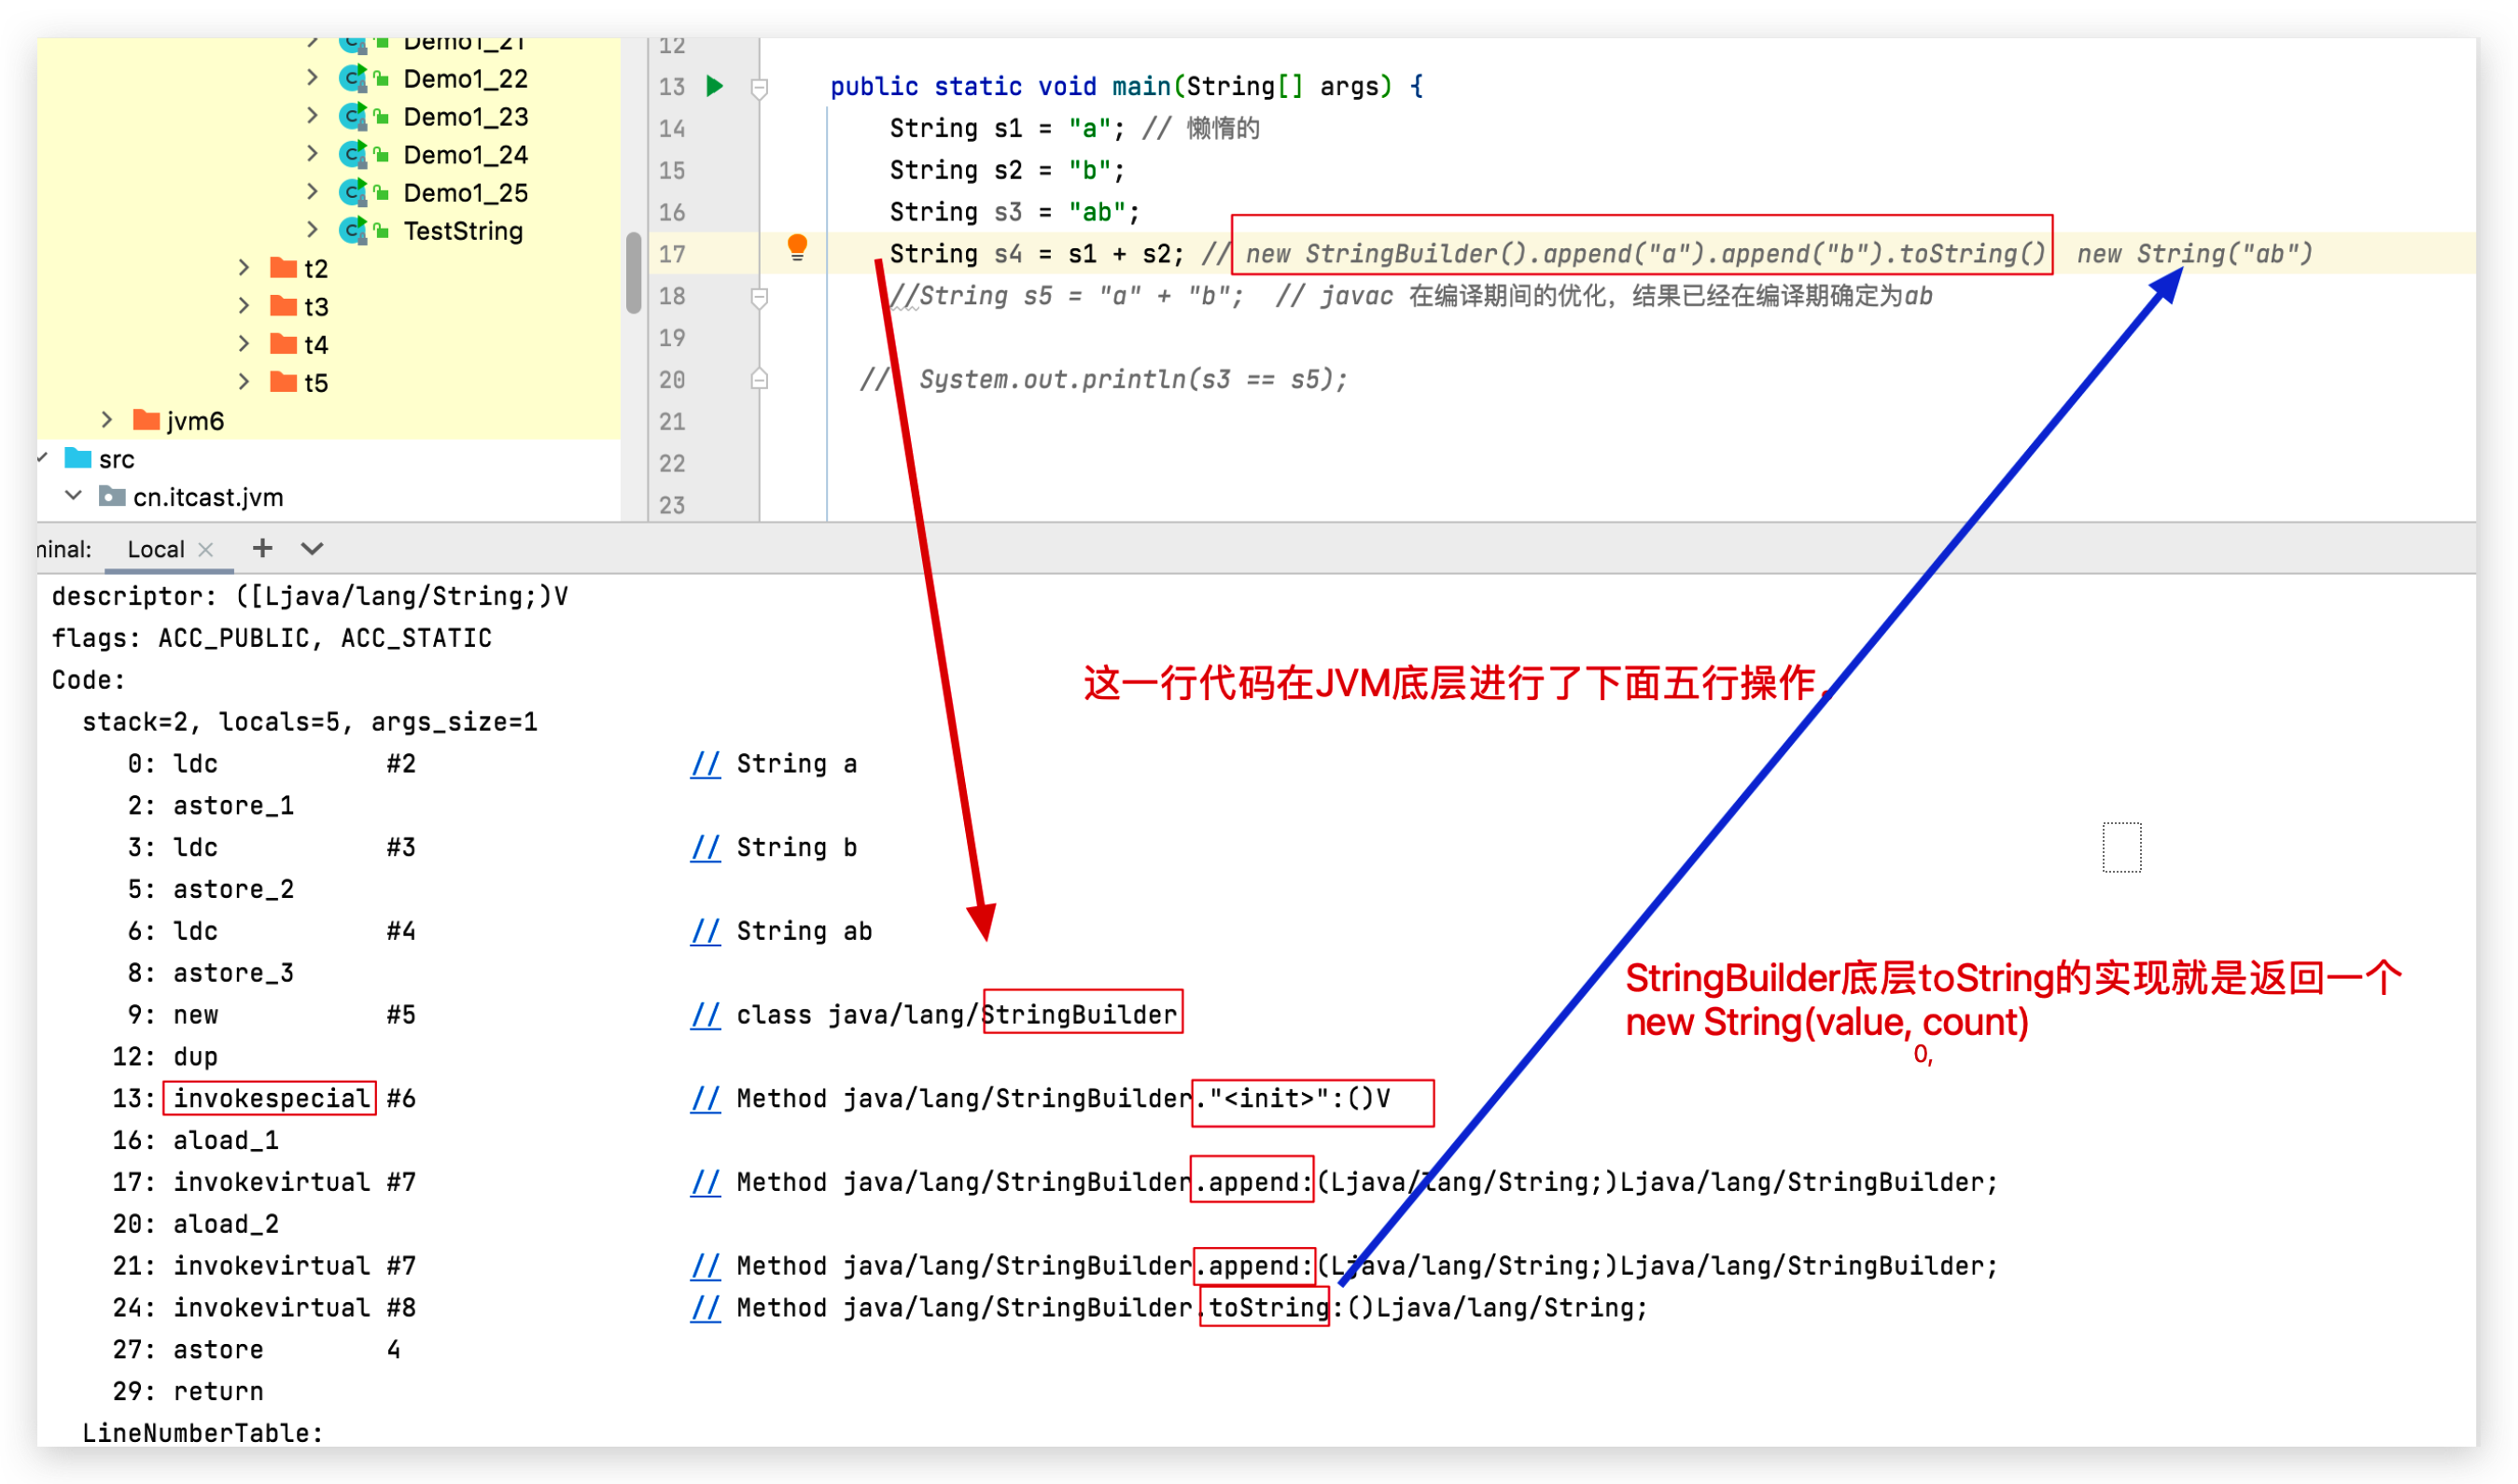 Demo1_21
Demo1_22
Demo1_23
Demo1_24
Demo1_25
TestString
t2
t3
t4
t5
jvm6
src
cn.itcast.jvm
12
13 public static void main(String[] args) {
14 String s1 = "a"; // 懒惰的
15 String s2 = "b";
16 String s3 = "ab";
17 String s4 = s1 + s2; // new StringBuilder().append("a").append("b").toString() new String("ab")
18 //String s5 = "a" + "b"; // javac 在编译期间的优化，结果已经在编译期确定为ab
19
20 // System.out.println(s3 == s5);
21
22
23
minal: Local
descriptor: ([Ljava/lang/String;)V
flags: ACC_PUBLIC, ACC_STATIC
Code:
stack=2, locals=5, args_size=1
0: ldc #2 // String a
2: astore_1
3: ldc #3 // String b
5: astore_2
6: ldc #4 // String ab
8: astore_3
9: new #5 // class java/lang/StringBuilder
12: dup
13: invokespecial #6 // Method java/lang/StringBuilder."<init>":()V
16: aload_1
17: invokevirtual #7 // Method java/lang/StringBuilder.append:(Ljava/lang/String;)Ljava/lang/StringBuilder;
20: aload_2
21: invokevirtual #7 // Method java/lang/StringBuilder.append:(Ljava/lang/String;)Ljava/lang/StringBuilder;
24: invokevirtual #8 // Method java/lang/StringBuilder.toString:()Ljava/lang/String;
27: astore 4
29: return
LineNumberTable:
这一行代码在JVM底层进行了下面五行操作.
StringBuilder底层toString的实现就是返回一个
new String(value, count)
0,